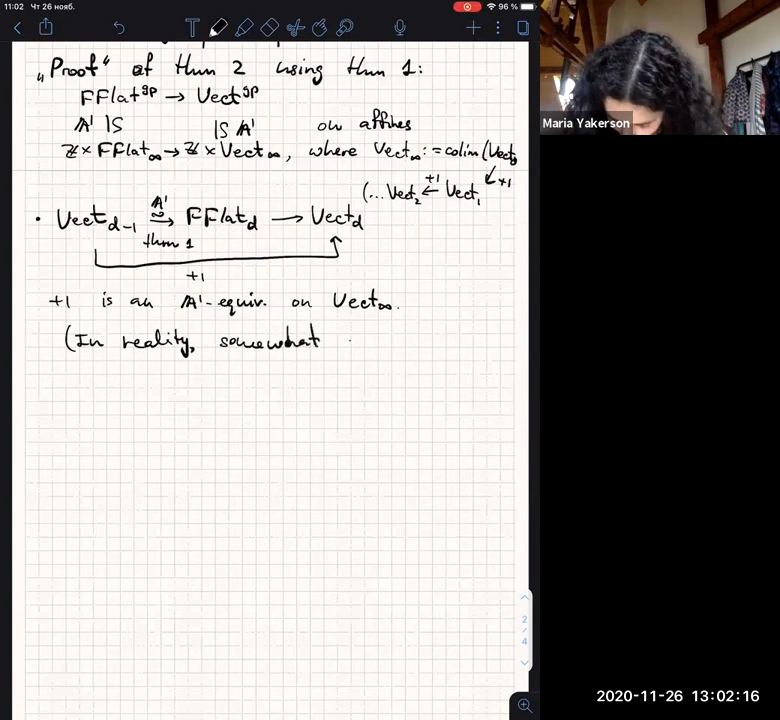 11:02 Чт 26 нояб.
96 %
„Proof“ of thm 2 using thm 1:
FFlat^gp → Vect^gp
A¹ IS IS A¹ on affines
Z × FFlat∞ → Z × Vect∞, where Vect∞ := colim (Vect₀
↙ +1
(... Vect₂ ←^{+1} Vect₁
• Vect_{d-1} →^{A¹ ∞} FFlat_d → Vect_d
thm 1
+1
+1 is an A¹-equiv. on Vect∞.
(In reality, somewhat
2
/
4
Maria Yakerson
2020-11-26 13:02:16